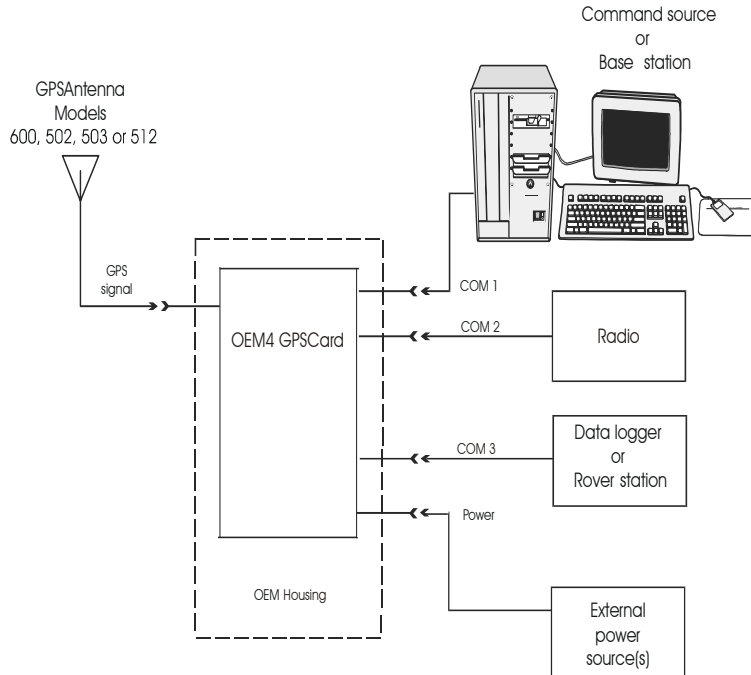 Command source
or
Base station
GPSAntenna
Models
600, 502, 503 or 512
GPS
signal
COM 1
OEM4 GPSCard
COM 2
Radio
Data logger
or
Rover station
COM 3
Power
OEM Housing
External
power
source(s)